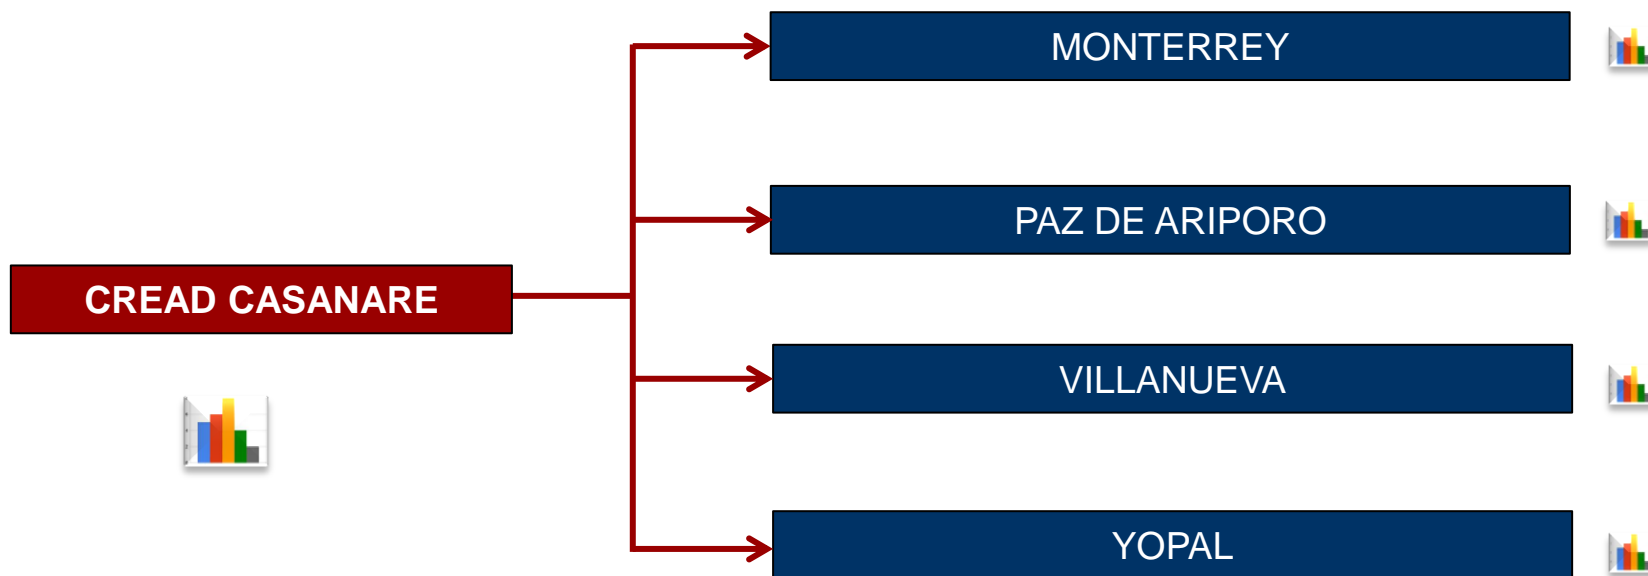 MONTERREY
PAZ DE ARIPORO
CREAD CASANARE
VILLANUEVA
YOPAL